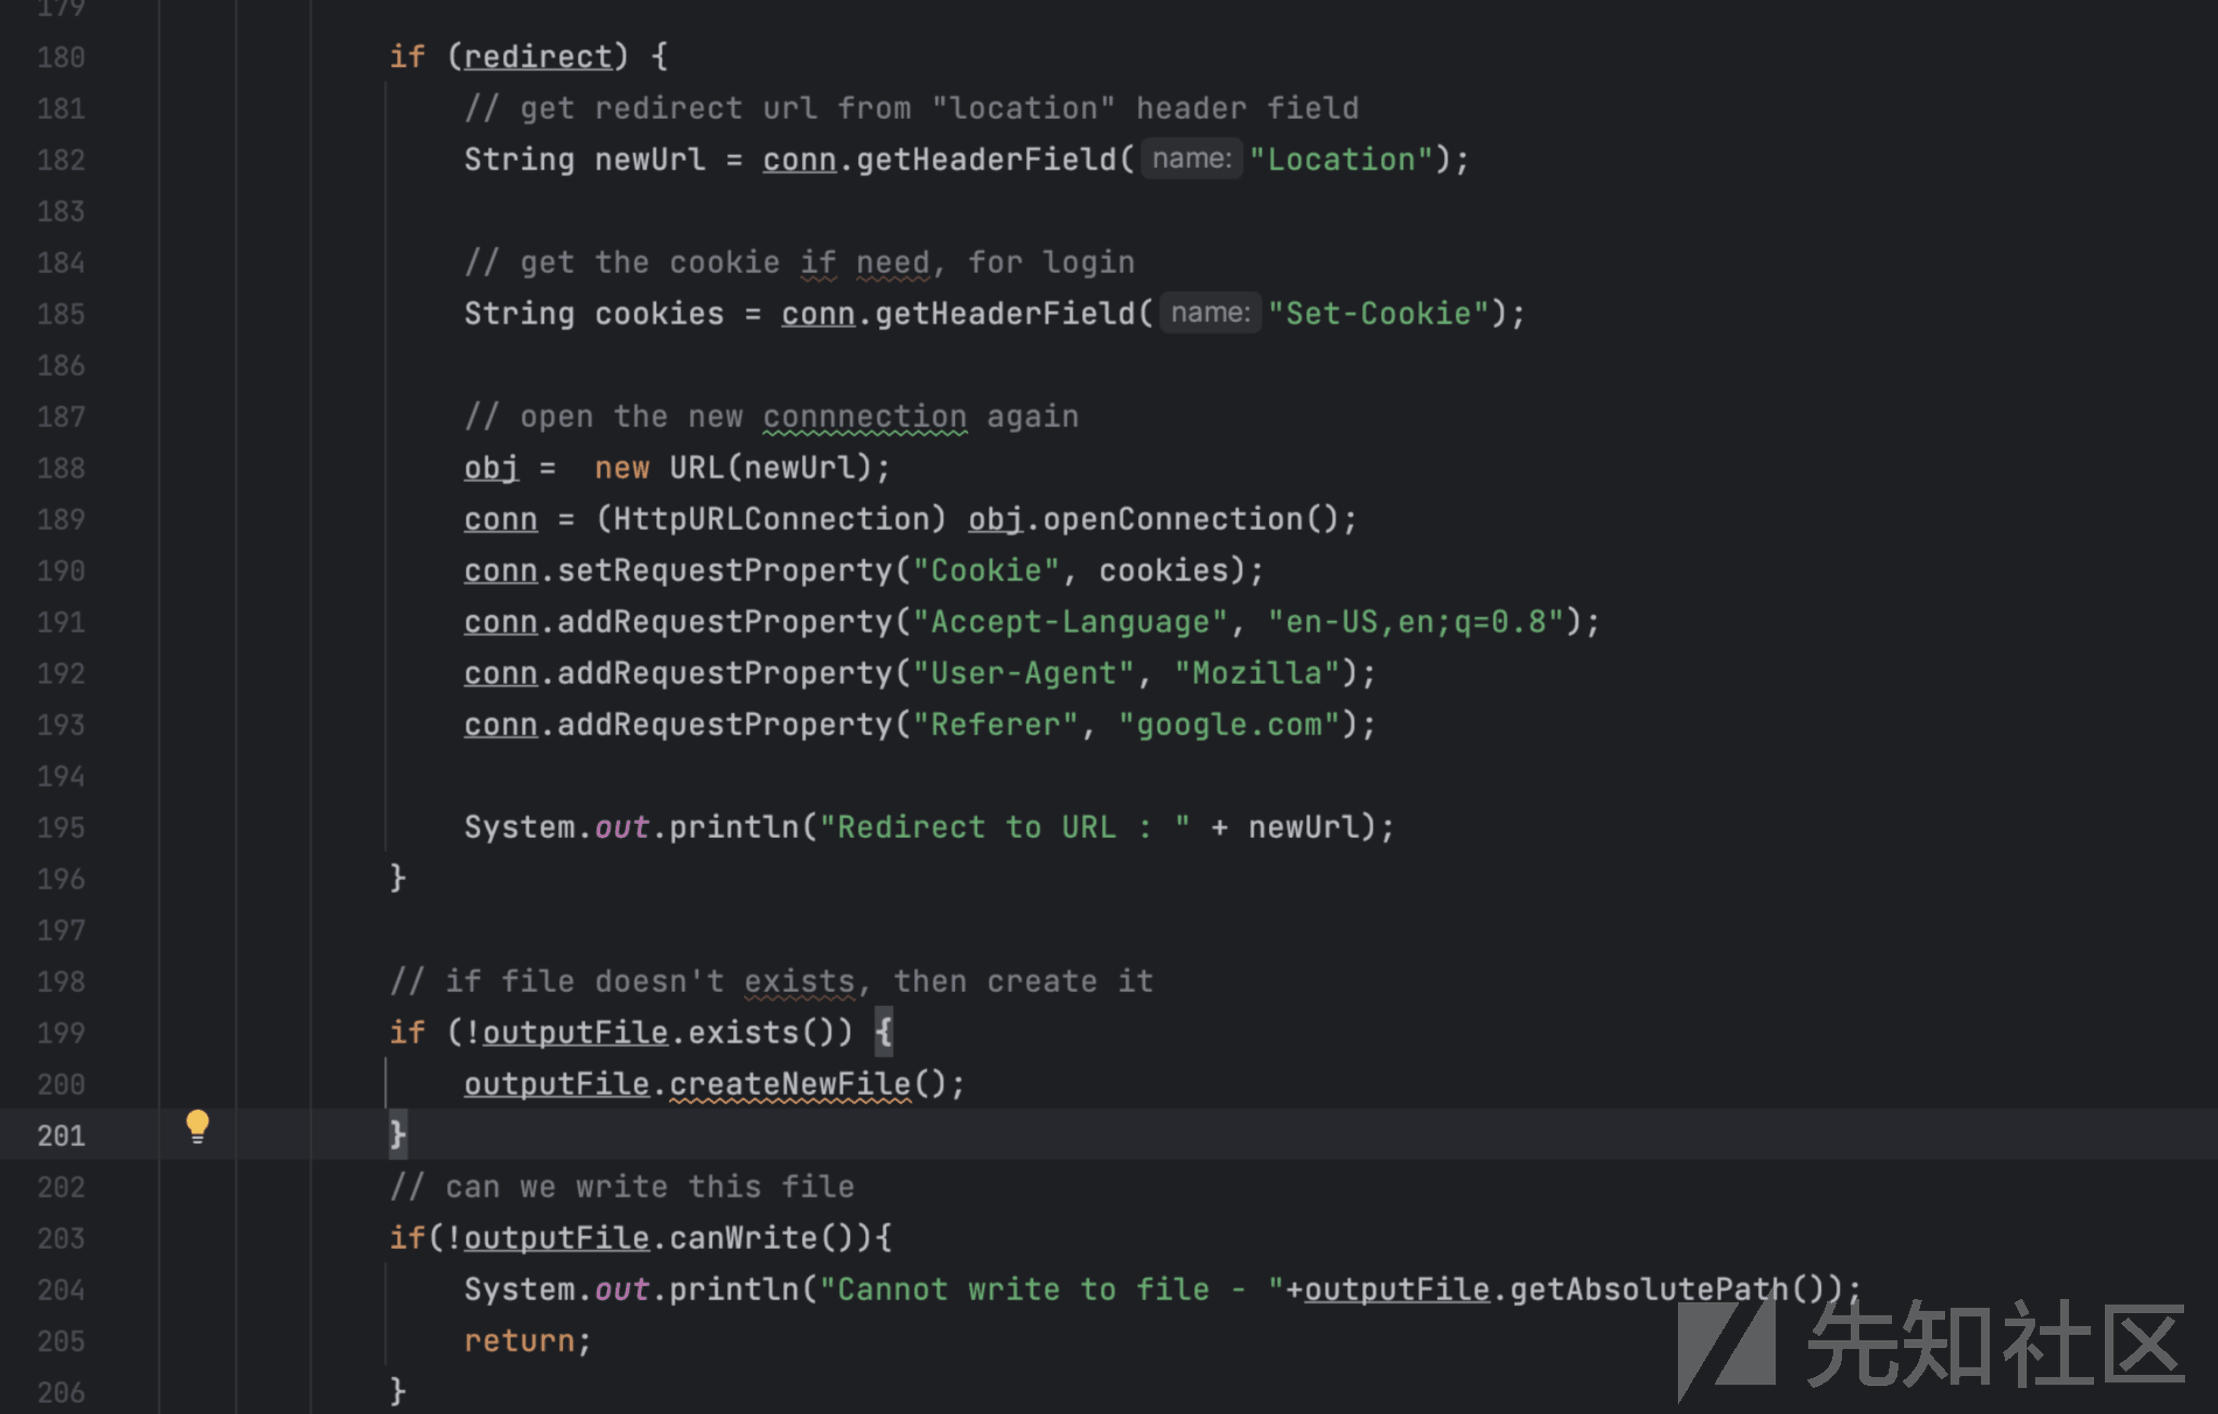 179
180 if (redirect) {
181 // get redirect url from "location" header field
182 String newUrl = conn.getHeaderField( name: "Location");
183
184 // get the cookie if need, for login
185 String cookies = conn.getHeaderField( name: "Set-Cookie");
186
187 // open the new connnection again
188 obj =  new URL(newUrl);
189 conn = (HttpURLConnection) obj.openConnection();
190 conn.setRequestProperty("Cookie", cookies);
191 conn.addRequestProperty("Accept-Language", "en-US,en;q=0.8");
192 conn.addRequestProperty("User-Agent", "Mozilla");
193 conn.addRequestProperty("Referer", "google.com");
194
195 System.out.println("Redirect to URL : " + newUrl);
196 }
197
198 // if file doesn't exists, then create it
199 if (!outputFile.exists()) {
200 outputFile.createNewFile();
201 }
202 // can we write this file
203 if(!outputFile.canWrite()){
204 System.out.println("Cannot write to file - "+outputFile.getAbsolutePath());
205 return;
206 }
先知社区